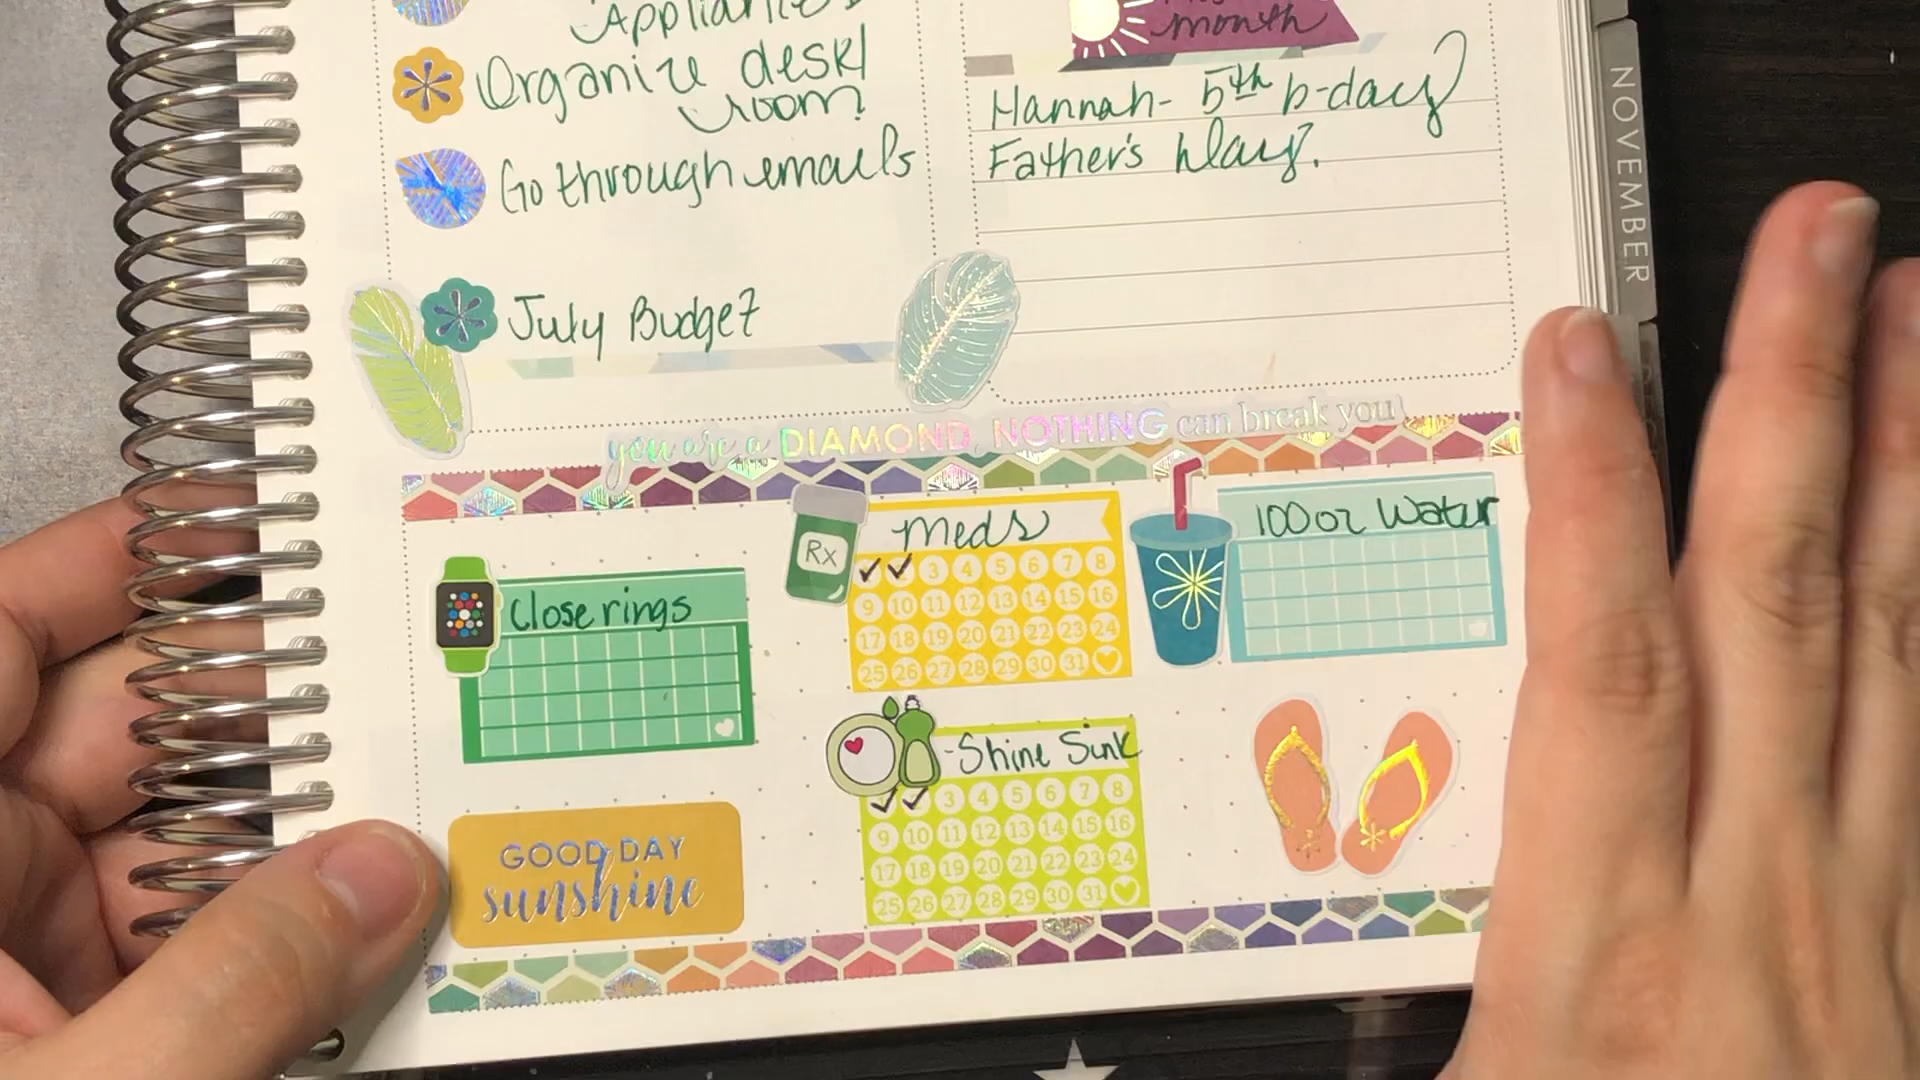 Appliances
Organize desk/
room
Go through emails
July Budget
month
Hannah - 5th b-day
Father's Day.
NOVEMBER
you are a DIAMOND, NOTHING can break you
Close rings
Rx
Meds
3 4 5 6 7 8
9 10 11 12 13 14 15 16
17 18 19 20 21 22 23 24
25 26 27 28 29 30 31
100 oz Water
-Shine Sink
3 4 5 6 7 8
9 10 11 12 13 14 15 16
17 18 19 20 21 22 23 24
25 26 27 28 29 30 31
GOOD DAY
sunshine